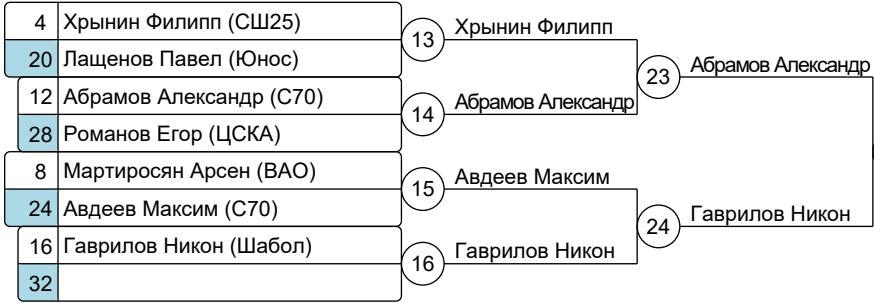 4 Хрынин Филипп (СШ25)
20 Лащенов Павел (Юнос)
12 Абрамов Александр (С70)
28 Романов Егор (ЦСКА)
8 Мартиросян Арсен (ВАО)
24 Авдеев Максим (С70)
16 Гаврилов Никон (Шабол)
32
13 Хрынин Филипп
14 Абрамов Александр
15 Авдеев Максим
16 Гаврилов Никон
23 Абрамов Александр
24 Гаврилов Никон